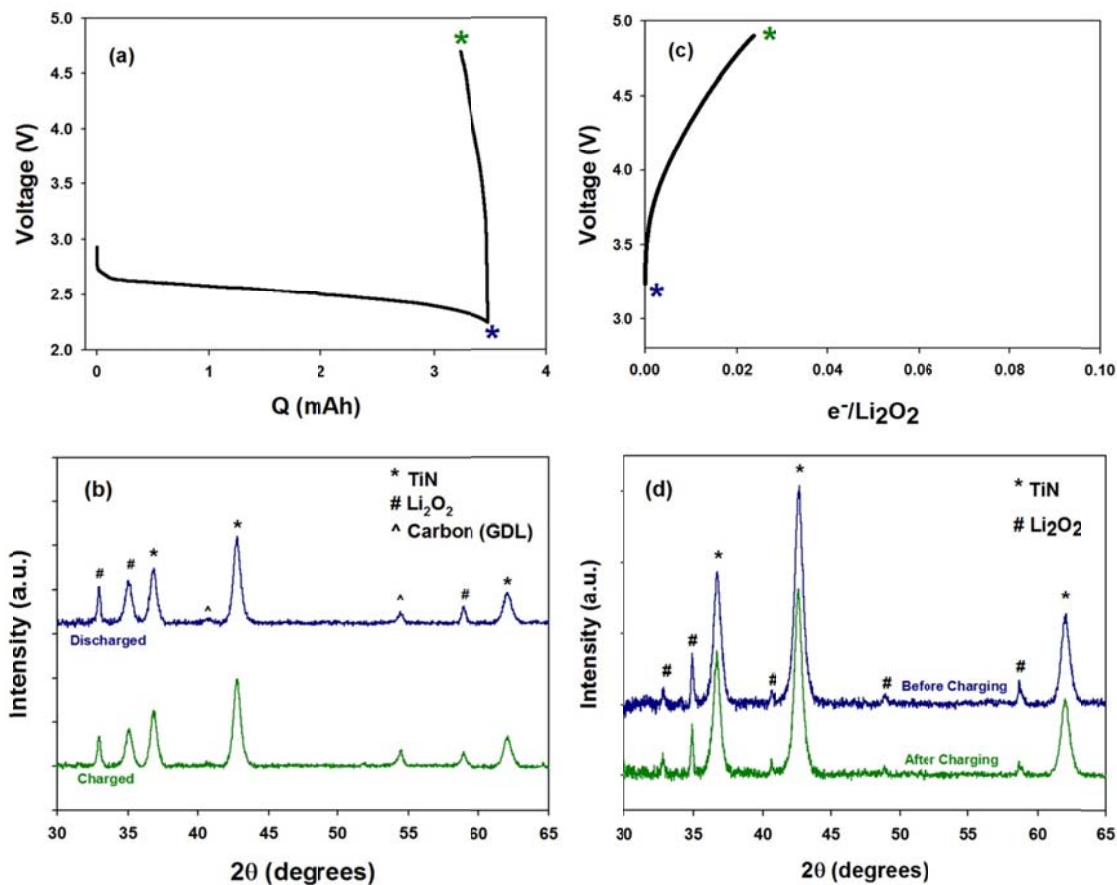 (a)
*
5.0
4.5
4.0
3.5
3.0
2.5
2.0
Voltage (V)
*
0 1 2 3 4
Q (mAh)
(c)
*
5.0
4.5
4.0
3.5
3.0
Voltage (V)
*
0.00 0.02 0.04 0.06 0.08 0.10
e⁻/Li₂O₂
(b)
* TiN
# Li₂O₂
^ Carbon (GDL)
# # * ^ * ^ # *
Discharged
Charged
Intensity (a.u.)
30 35 40 45 50 55 60 65
2θ (degrees)
(d)
* TiN
# Li₂O₂
# # * # * # # *
Before Charging
After Charging
Intensity (a.u.)
30 35 40 45 50 55 60 65
2θ (degrees)